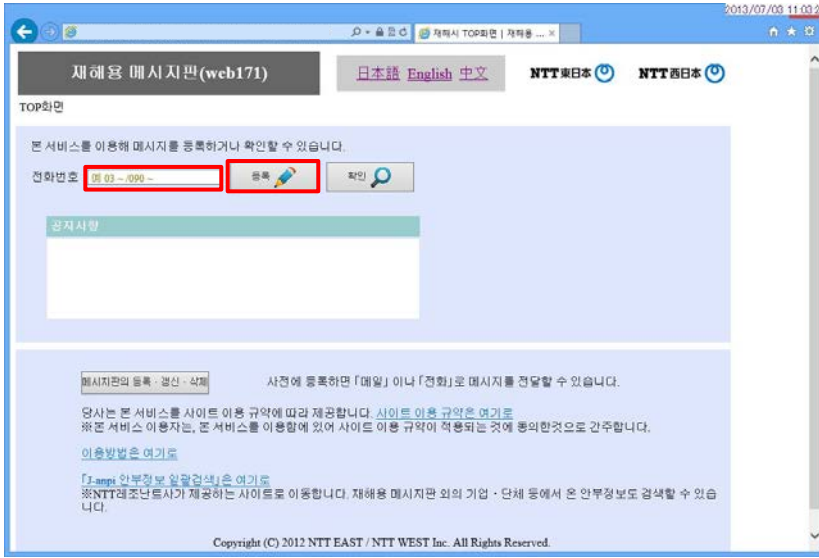 2013/07/03 11:03:2
재해시 TOP화면 | 재해용 ... ×
재해용 메시지판(web171)
日本語 English 中文
NTT東日本
NTT西日本
TOP화면
본 서비스를 이용해 메시지를 등록하거나 확인할 수 있습니다.
전화번호 예 03 ~ /090 ~ 등록 확인
공지사항
메시지판의 등록 · 갱신 · 삭제 사전에 등록하면 「메일」 이나 「전화」로 메시지를 전달할 수 있습니다.
당사는 본 서비스를 사이트 이용 규약에 따라 제공합니다. 사이트 이용 규약은 여기로
※본 서비스 이용자는, 본 서비스를 이용함에 있어 사이트 이용 규약이 적용되는 것에 동의한것으로 간주합니다.
이용방법은 여기로
「J-anpi 안부정보 일괄검색」은 여기로
※NTT레조난트사가 제공하는 사이트로 이동합니다. 재해용 메시지판 외의 기업 · 단체 등에서 온 안부정보도 검색할 수 있습
니다.
Copyright (C) 2012 NTT EAST / NTT WEST Inc. All Rights Reserved.